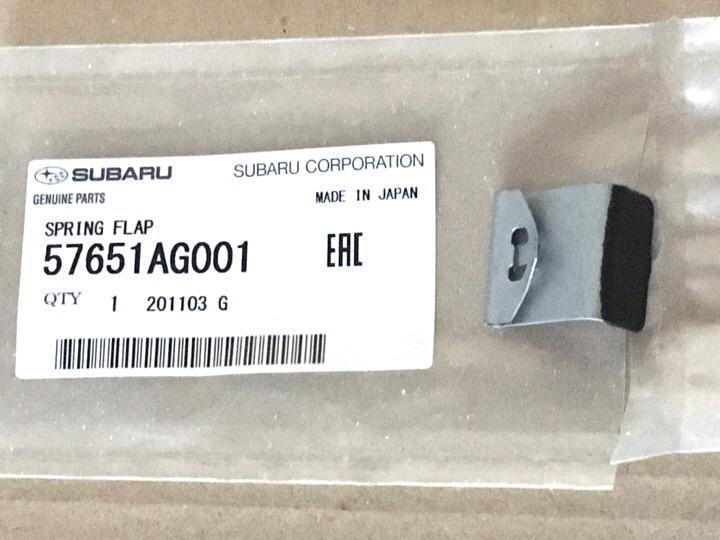 SUBARU SUBARU CORPORATION
GENUINE PARTS MADE IN JAPAN
SPRING FLAP
57651AG001 EAC
QTY 1 201103 G